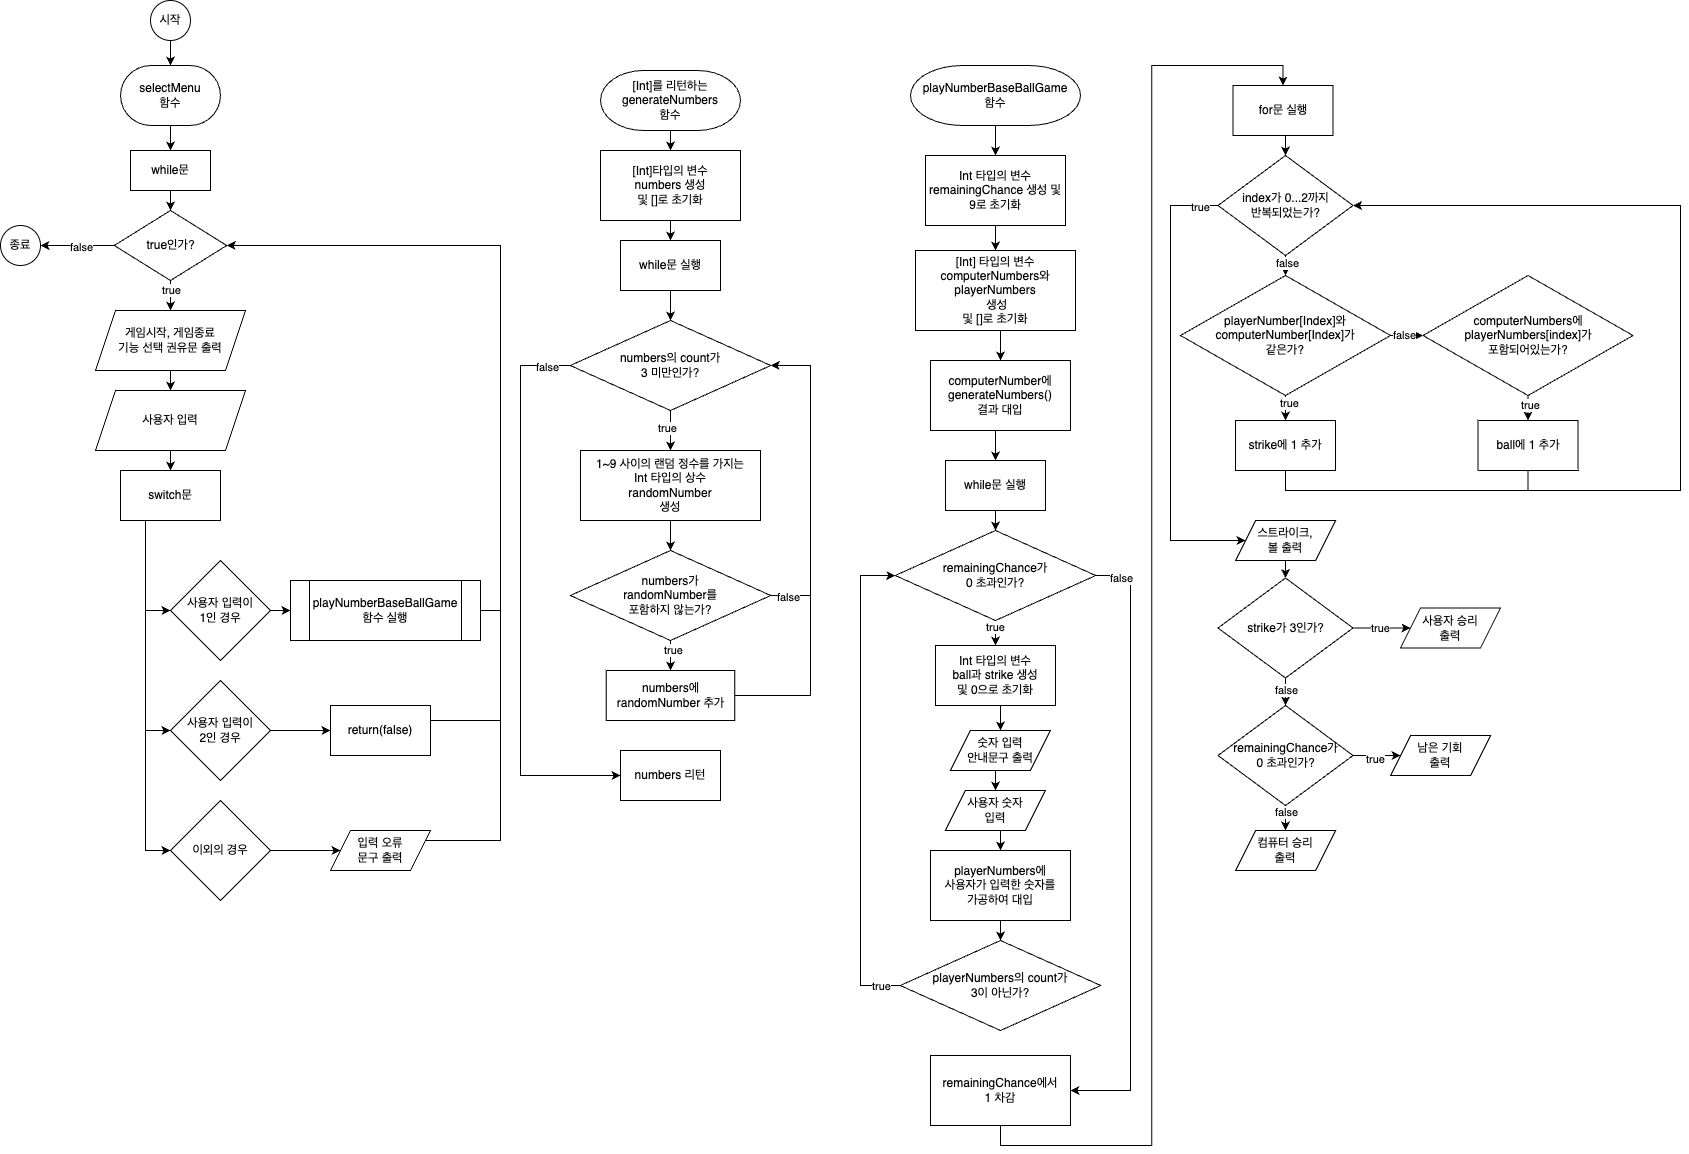 시작
selectMenu
함수
while문
true인가?
false
종료
true
게임시작, 게임종료
기능 선택 권유문 출력
사용자 입력
switch문
사용자 입력이
1인 경우
playNumberBaseBallGame
함수 실행
사용자 입력이
2인 경우
return(false)
이외의 경우
입력 오류
문구 출력
[Int]를 리턴하는
generateNumbers
함수
[Int]타입의 변수
numbers 생성
및 []로 초기화
while문 실행
numbers의 count가
3 미만인가?
false
true
1~9 사이의 랜덤 정수를 가지는
Int 타입의 상수
randomNumber
생성
numbers가
randomNumber를
포함하지 않는가?
false
true
numbers에
randomNumber 추가
numbers 리턴
playNumberBaseBallGame
함수
Int 타입의 변수
remainingChance 생성 및
9로 초기화
[Int] 타입의 변수
computerNumbers와
playerNumbers
생성
및 []로 초기화
computerNumber에
generateNumbers()
결과 대입
while문 실행
remainingChance가
0 초과인가?
false
true
Int 타입의 변수
ball과 strike 생성
및 0으로 초기화
숫자 입력
안내문구 출력
사용자 숫자
입력
playerNumbers에
사용자가 입력한 숫자를
가공하여 대입
playerNumbers의 count가
3이 아닌가?
true
remainingChance에서
1 차감
for문 실행
index가 0...2까지
반복되었는가?
true
false
playerNumber[Index]와
computerNumber[Index]가
같은가?
false
computerNumbers에
playerNumbers[index]가
포함되어있는가?
true
true
strike에 1 추가
ball에 1 추가
스트라이크,
볼 출력
strike가 3인가?
true
사용자 승리
출력
false
remainingChance가
0 초과인가?
true
남은 기회
출력
false
컴퓨터 승리
출력